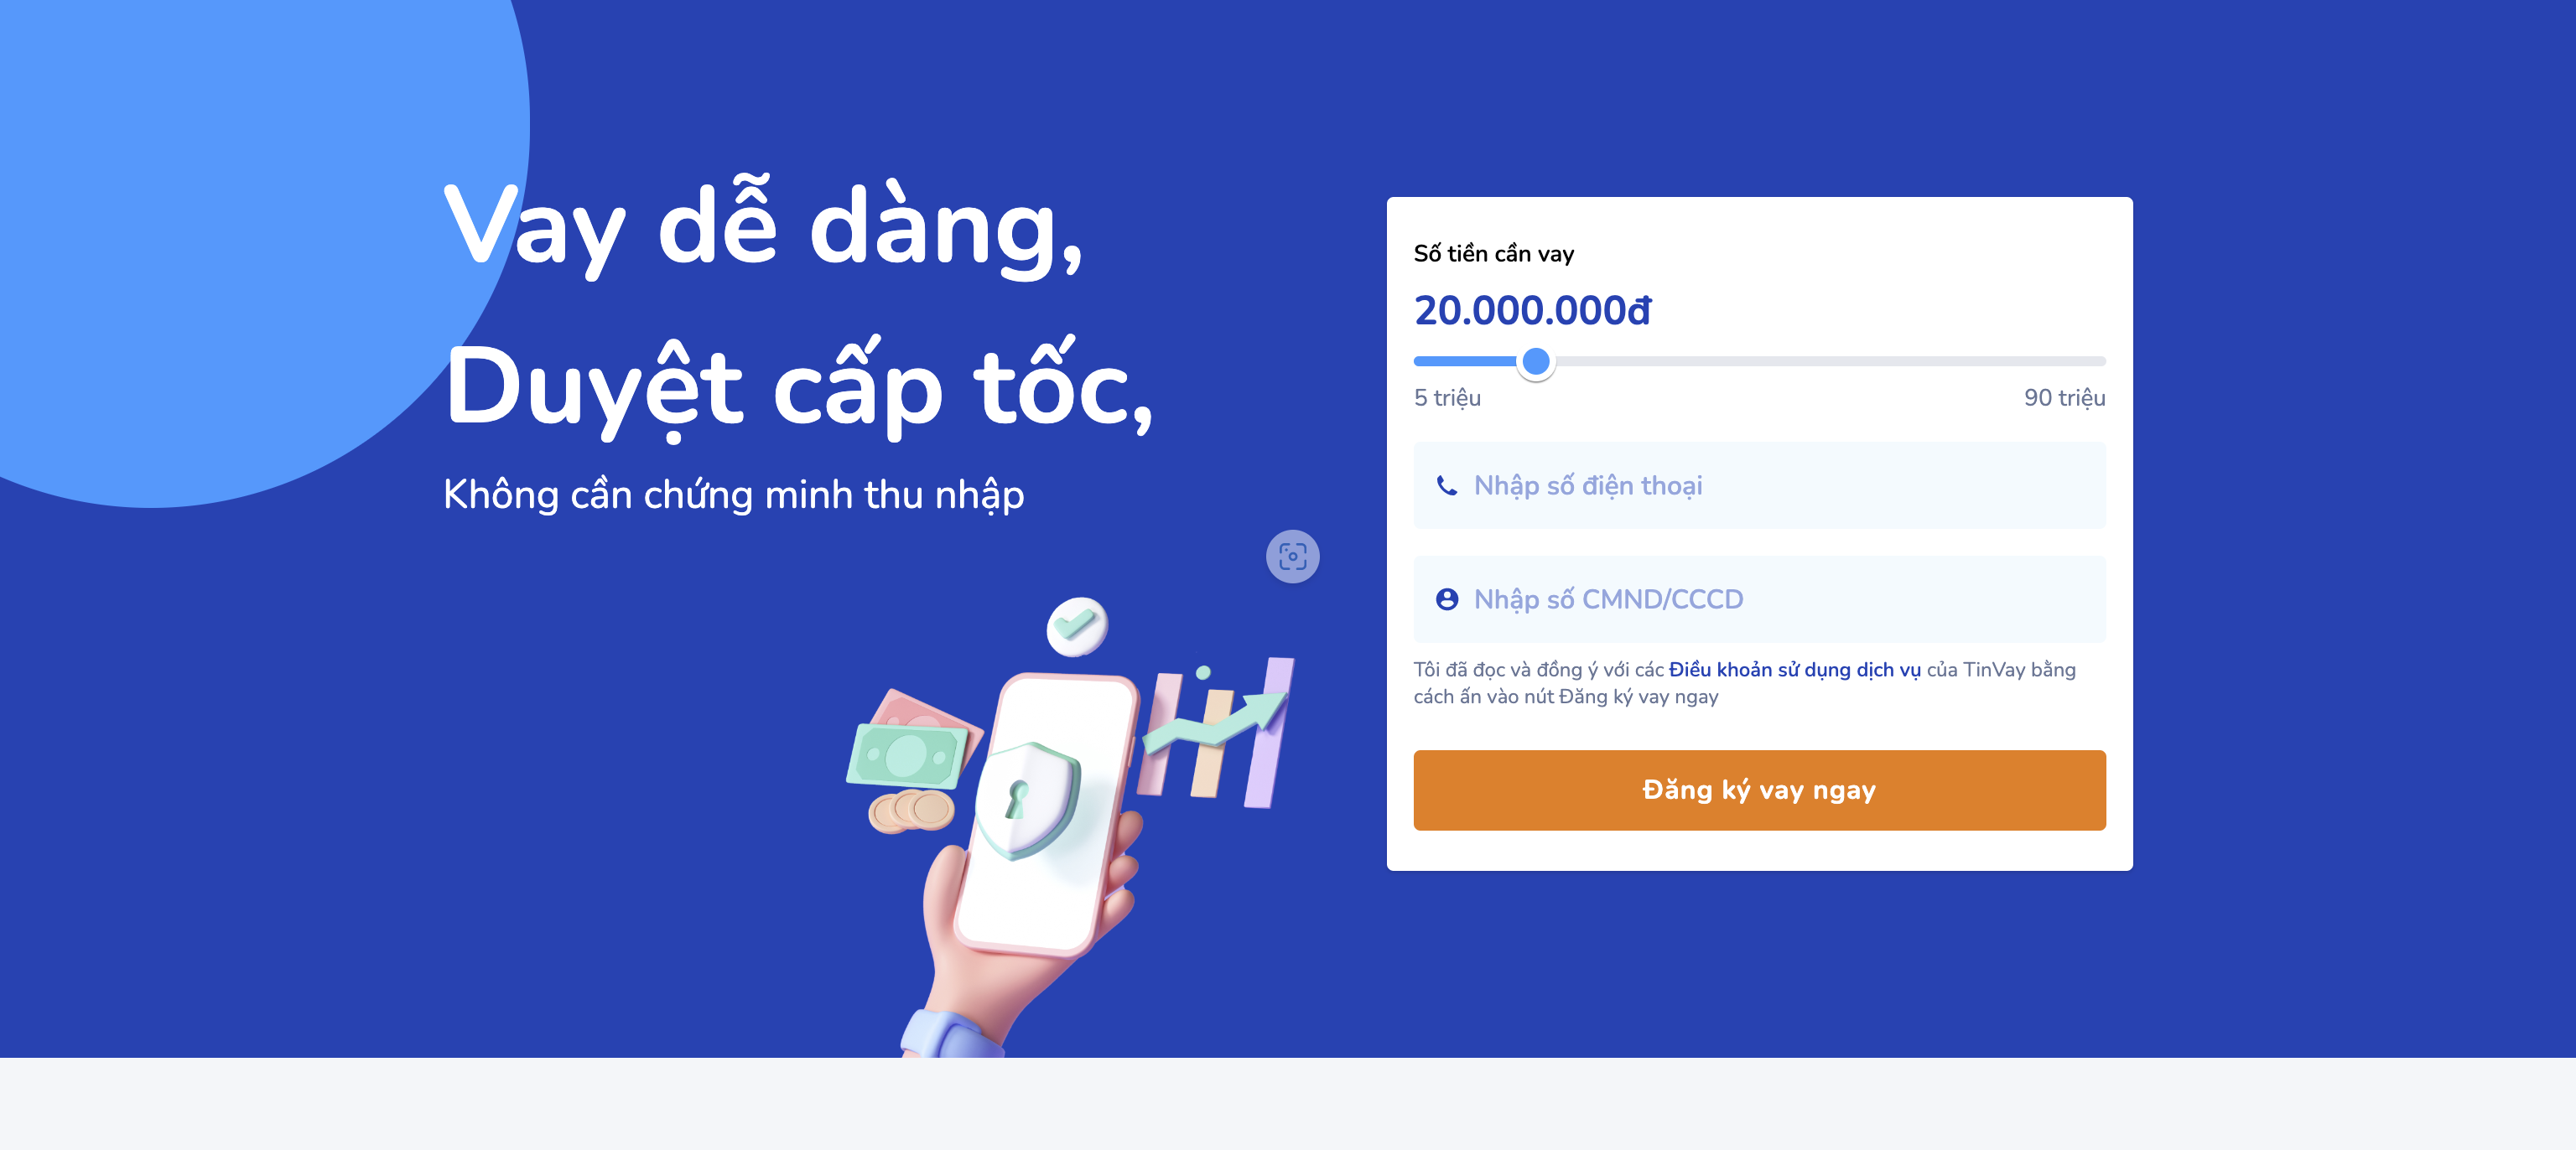 Vay dễ dàng,
Duyệt cấp tốc,
Không cần chứng minh thu nhập
Số tiền cần vay
20.000.000đ
5 triệu
90 triệu
Nhập số điện thoại
Nhập số CMND/CCCD
Tôi đã đọc và đồng ý với các Điều khoản sử dụng dịch vụ của TinVay bằng
cách ấn vào nút Đăng ký vay ngay
Đăng ký vay ngay